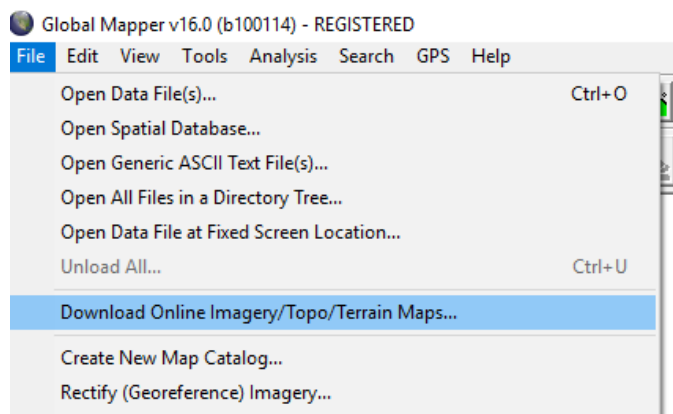 Global Mapper v16.0 (b100114) - REGISTERED
File Edit View Tools Analysis Search GPS Help
Open Data File(s)... Ctrl+O
Open Spatial Database...
Open Generic ASCII Text File(s)...
Open All Files in a Directory Tree...
Open Data File at Fixed Screen Location...
Unload All... Ctrl+U
Download Online Imagery/Topo/Terrain Maps...
Create New Map Catalog...
Rectify (Georeference) Imagery...